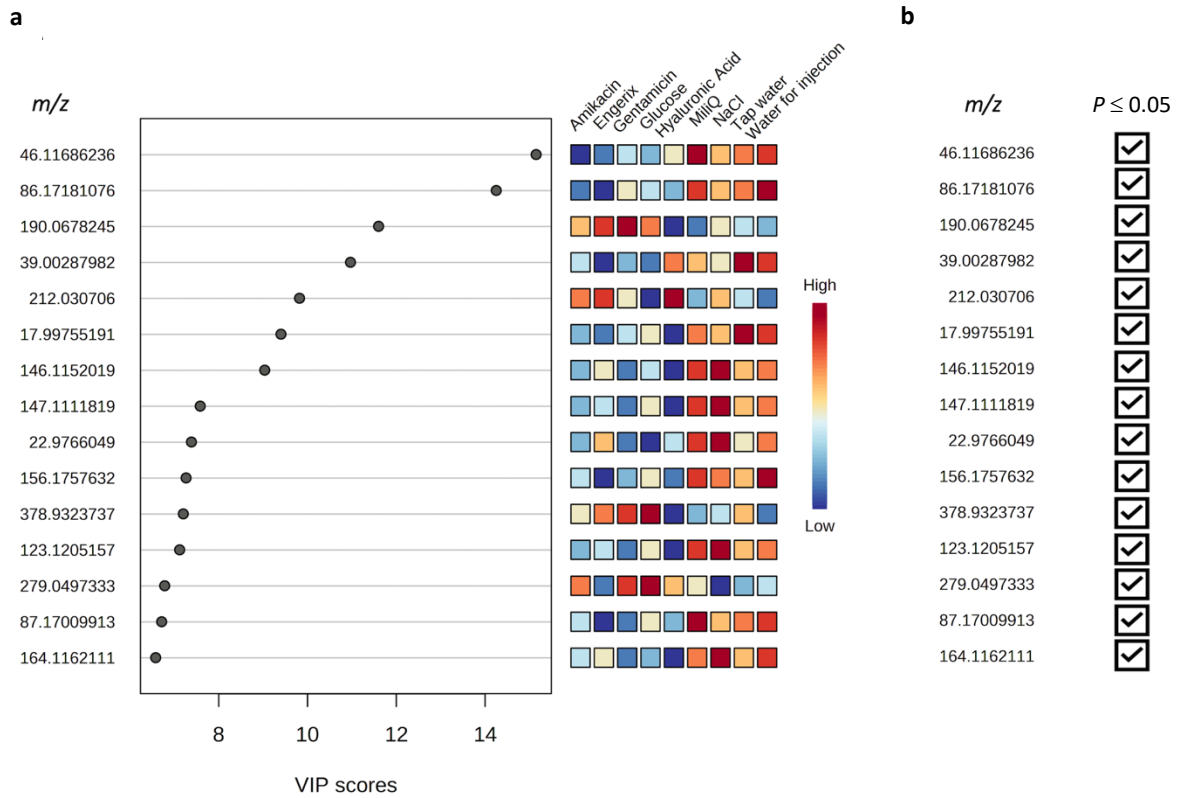 a
b
m/z
Amikacin
Engerix
Gentamicin
Glucose
Hyaluronic Acid
MiliQ
NaCl
Tap water
Water for injection
46.11686236
86.17181076
190.0678245
39.00287982
212.030706
17.99755191
146.1152019
147.1111819
22.9766049
156.1757632
378.9323737
123.1205157
279.0497333
87.17009913
164.1162111
8 10 12 14
VIP scores
High
Low
m/z P ≤ 0.05
46.11686236
86.17181076
190.0678245
39.00287982
212.030706
17.99755191
146.1152019
147.1111819
22.9766049
156.1757632
378.9323737
123.1205157
279.0497333
87.17009913
164.1162111